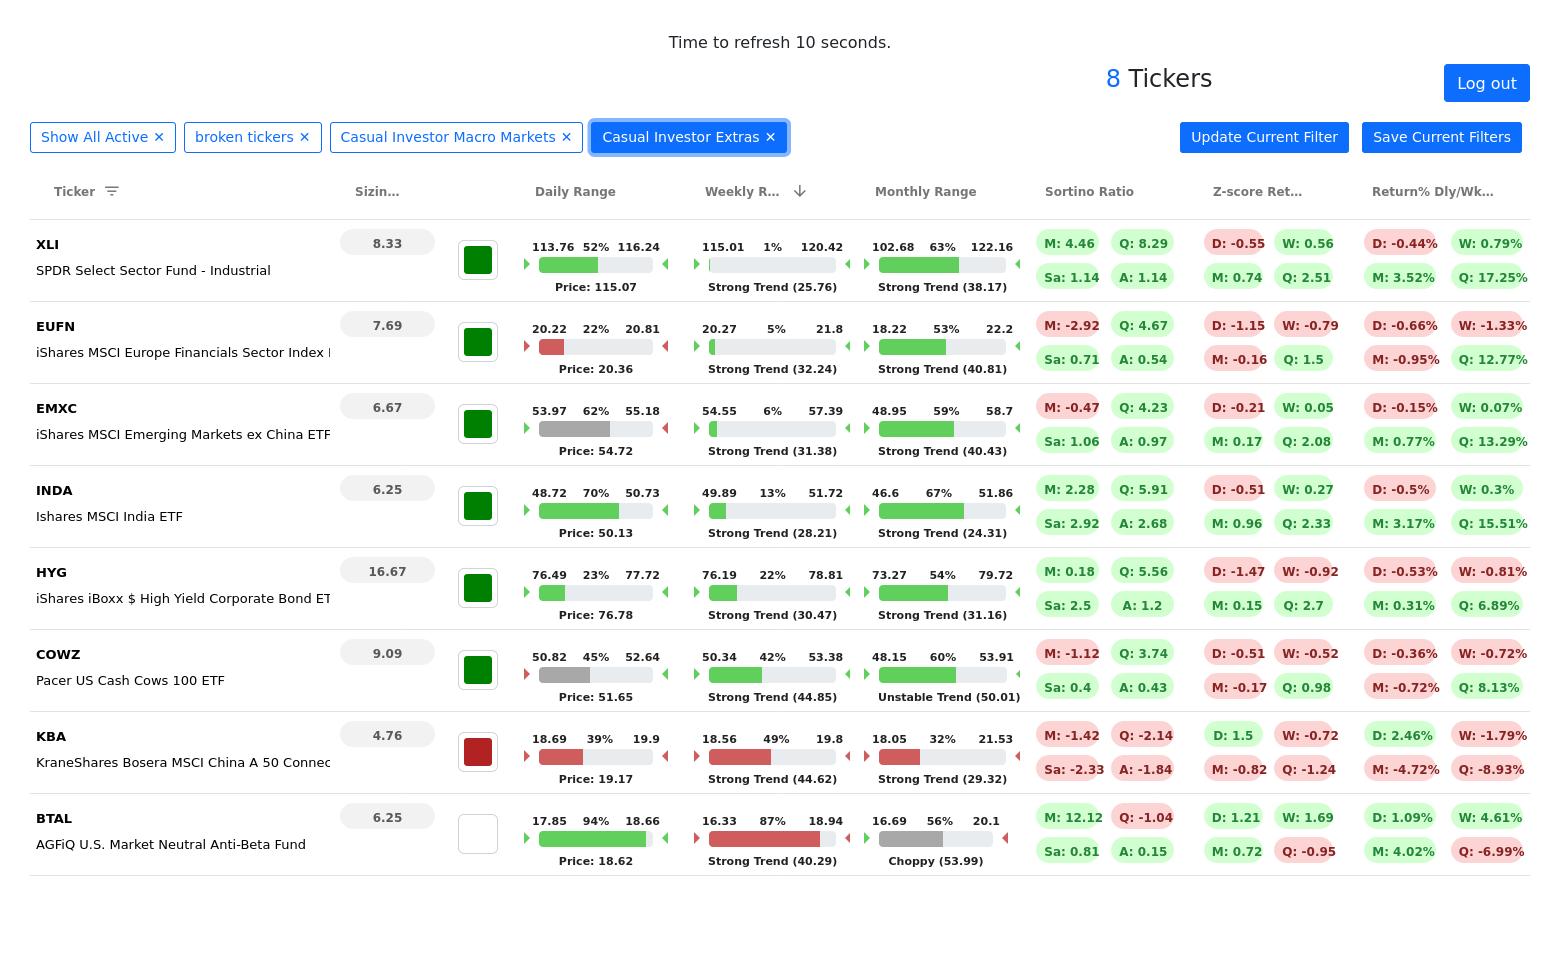 Time to refresh 10 seconds.
8 Tickers
Log out
Show All Active ✕ broken tickers ✕ Casual Investor Macro Markets ✕ Casual Investor Extras ✕ Update Current Filter Save Current Filters
Ticker Sizin... Daily Range Weekly R... Monthly Range Sortino Ratio Z-score Ret... Return% Dly/Wk...
XLI 8.33 M: 4.46 Q: 8.29 D: -0.55 W: 0.56 D: -0.44% W: 0.79%
113.76 52% 116.24 115.01 1% 120.42 102.68 63% 122.16
SPDR Select Sector Fund - Industrial Sa: 1.14 A: 1.14 M: 0.74 Q: 2.51 M: 3.52% Q: 17.25%
Price: 115.07 Strong Trend (25.76) Strong Trend (38.17)
EUFN 7.69 M: -2.92 Q: 4.67 D: -1.15 W: -0.79 D: -0.66% W: -1.33%
20.22 22% 20.81 20.27 5% 21.8 18.22 53% 22.2
iShares MSCI Europe Financials Sector Index Sa: 0.71 A: 0.54 M: -0.16 Q: 1.5 M: -0.95% Q: 12.77%
Price: 20.36 Strong Trend (32.24) Strong Trend (40.81)
EMXC 6.67 M: -0.47 Q: 4.23 D: -0.21 W: 0.05 D: -0.15% W: 0.07%
53.97 62% 55.18 54.55 6% 57.39 48.95 59% 58.7
iShares MSCI Emerging Markets ex China ETF Sa: 1.06 A: 0.97 M: 0.17 Q: 2.08 M: 0.77% Q: 13.29%
Price: 54.72 Strong Trend (31.38) Strong Trend (40.43)
INDA 6.25 M: 2.28 Q: 5.91 D: -0.51 W: 0.27 D: -0.5% W: 0.3%
48.72 70% 50.73 49.89 13% 51.72 46.6 67% 51.86
Ishares MSCI India ETF Sa: 2.92 A: 2.68 M: 0.96 Q: 2.33 M: 3.17% Q: 15.51%
Price: 50.13 Strong Trend (28.21) Strong Trend (24.31)
HYG 16.67 M: 0.18 Q: 5.56 D: -1.47 W: -0.92 D: -0.53% W: -0.81%
76.49 23% 77.72 76.19 22% 78.81 73.27 54% 79.72
iShares iBoxx $ High Yield Corporate Bond ET Sa: 2.5 A: 1.2 M: 0.15 Q: 2.7 M: 0.31% Q: 6.89%
Price: 76.78 Strong Trend (30.47) Strong Trend (31.16)
COWZ 9.09 M: -1.12 Q: 3.74 D: -0.51 W: -0.52 D: -0.36% W: -0.72%
50.82 45% 52.64 50.34 42% 53.38 48.15 60% 53.91
Pacer US Cash Cows 100 ETF Sa: 0.4 A: 0.43 M: -0.17 Q: 0.98 M: -0.72% Q: 8.13%
Price: 51.65 Strong Trend (44.85) Unstable Trend (50.01)
KBA 4.76 M: -1.42 Q: -2.14 D: 1.5 W: -0.72 D: 2.46% W: -1.79%
18.69 39% 19.9 18.56 49% 19.8 18.05 32% 21.53
KraneShares Bosera MSCI China A 50 Connec Sa: -2.33 A: -1.84 M: -0.82 Q: -1.24 M: -4.72% Q: -8.93%
Price: 19.17 Strong Trend (44.62) Strong Trend (29.32)
BTAL 6.25 M: 12.12 Q: -1.04 D: 1.21 W: 1.69 D: 1.09% W: 4.61%
17.85 94% 18.66 16.33 87% 18.94 16.69 56% 20.1
AGFiQ U.S. Market Neutral Anti-Beta Fund Sa: 0.81 A: 0.15 M: 0.72 Q: -0.95 M: 4.02% Q: -6.99%
Price: 18.62 Strong Trend (40.29) Choppy (53.99)